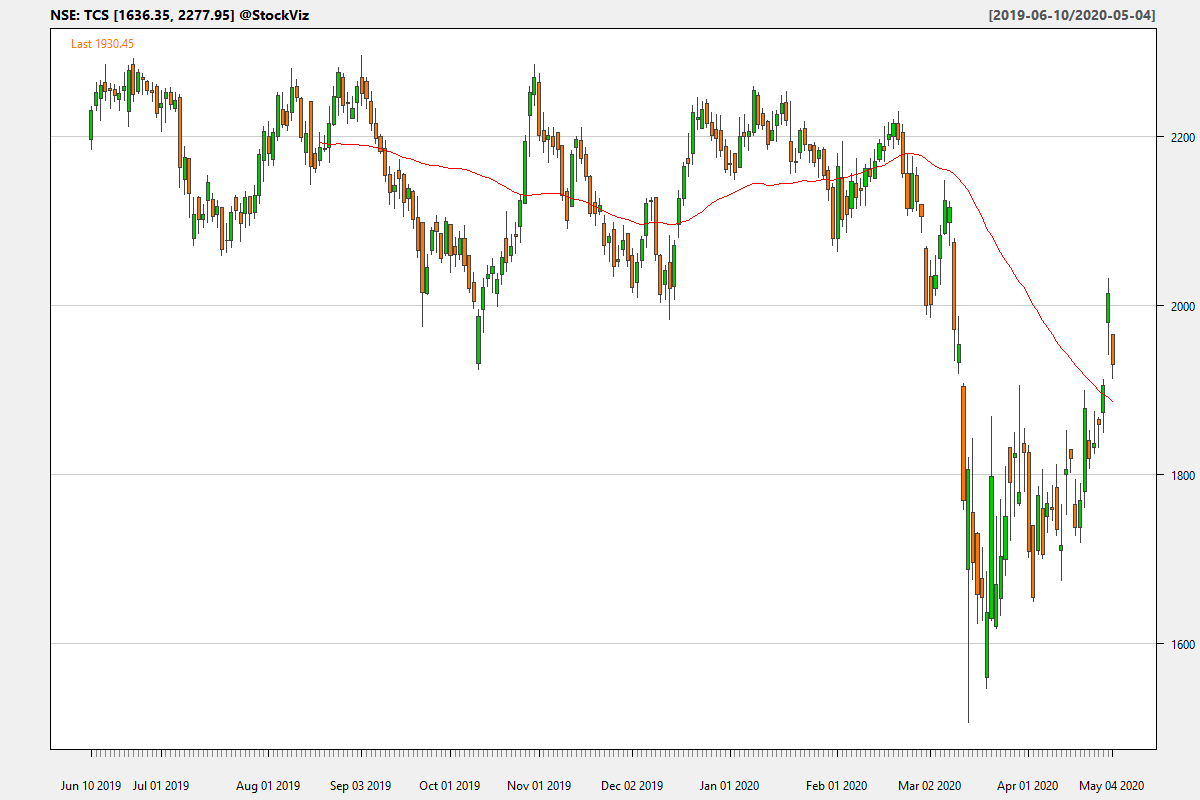 NSE: TCS [1636.35, 2277.95] @StockViz [2019-06-10/2020-05-04]
Last 1930.45
2200
2000
1800
1600
Jun 10 2019 Jul 01 2019 Aug 01 2019 Sep 03 2019 Oct 01 2019 Nov 01 2019 Dec 02 2019 Jan 01 2020 Feb 01 2020 Mar 02 2020 Apr 01 2020 May 04 2020